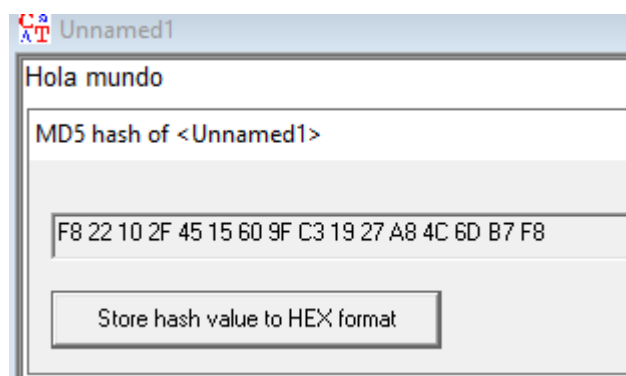 Unnamed1
Hola mundo
MD5 hash of <Unnamed1>
F8 22 10 2F 45 15 60 9F C3 19 27 A8 4C 6D B7 F8
Store hash value to HEX format